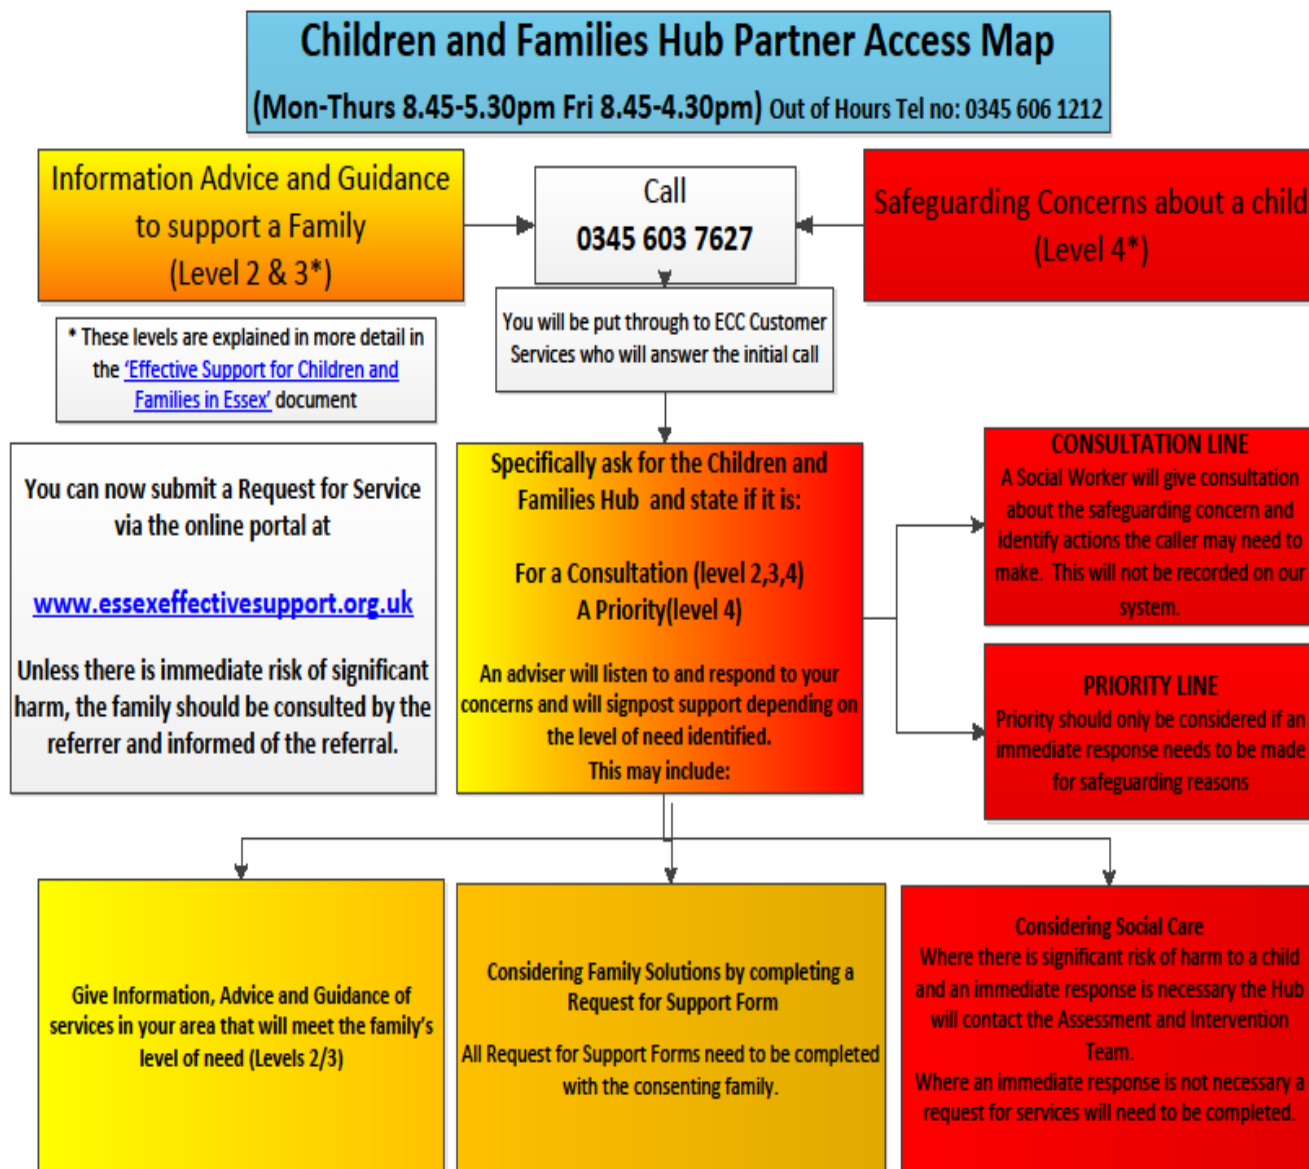 Children and Families Hub Partner Access Map
(Mon-Thurs 8.45-5.30pm Fri 8.45-4.30pm) Out of Hours Tel no: 0345 606 1212
Information Advice and Guidance
to support a Family
(Level 2 & 3*)
Call
0345 603 7627
Safeguarding Concerns about a child
(Level 4*)
* These levels are explained in more detail in
the 'Effective Support for Children and
Families in Essex' document
You will be put through to ECC Customer
Services who will answer the initial call
You can now submit a Request for Service
via the online portal at
www.essexeffectivesupport.org.uk
Unless there is immediate risk of significant
harm, the family should be consulted by the
referrer and informed of the referral.
Specifically ask for the Children and
Families Hub and state if it is:
For a Consultation (level 2,3,4)
A Priority(level 4)
An adviser will listen to and respond to your
concerns and will signpost support depending on
the level of need identified.
This may include:
CONSULTATION LINE
A Social Worker will give consultation
about the safeguarding concern and
identify actions the caller may need to
make. This will not be recorded on our
system.
PRIORITY LINE
Priority should only be considered if an
immediate response needs to be made
for safeguarding reasons
Give Information, Advice and Guidance of
services in your area that will meet the family's
level of need (Levels 2/3)
Considering Family Solutions by completing a
Request for Support Form
All Request for Support Forms need to be completed
with the consenting family.
Considering Social Care
Where there is significant risk of harm to a child
and an immediate response is necessary the Hub
will contact the Assessment and Intervention
Team.
Where an immediate response is not necessary a
request for services will need to be completed.